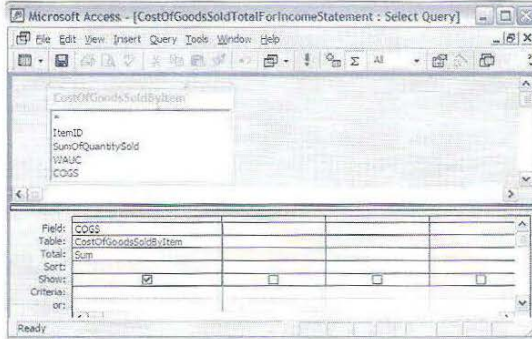 Microsoft Access - [CostOfGoodsSoldTotalForIncomeStatement : Select Query]
File Edit View Insert Query Tools Window Help
Σ All
CostOfGoodsSoldByItem
*
ItemID
SumOfQuantitySold
WAUC
COGS
Field: COGS
Table: CostOfGoodsSoldByItem
Total: Sum
Sort:
Show:
Criteria:
or:
Ready